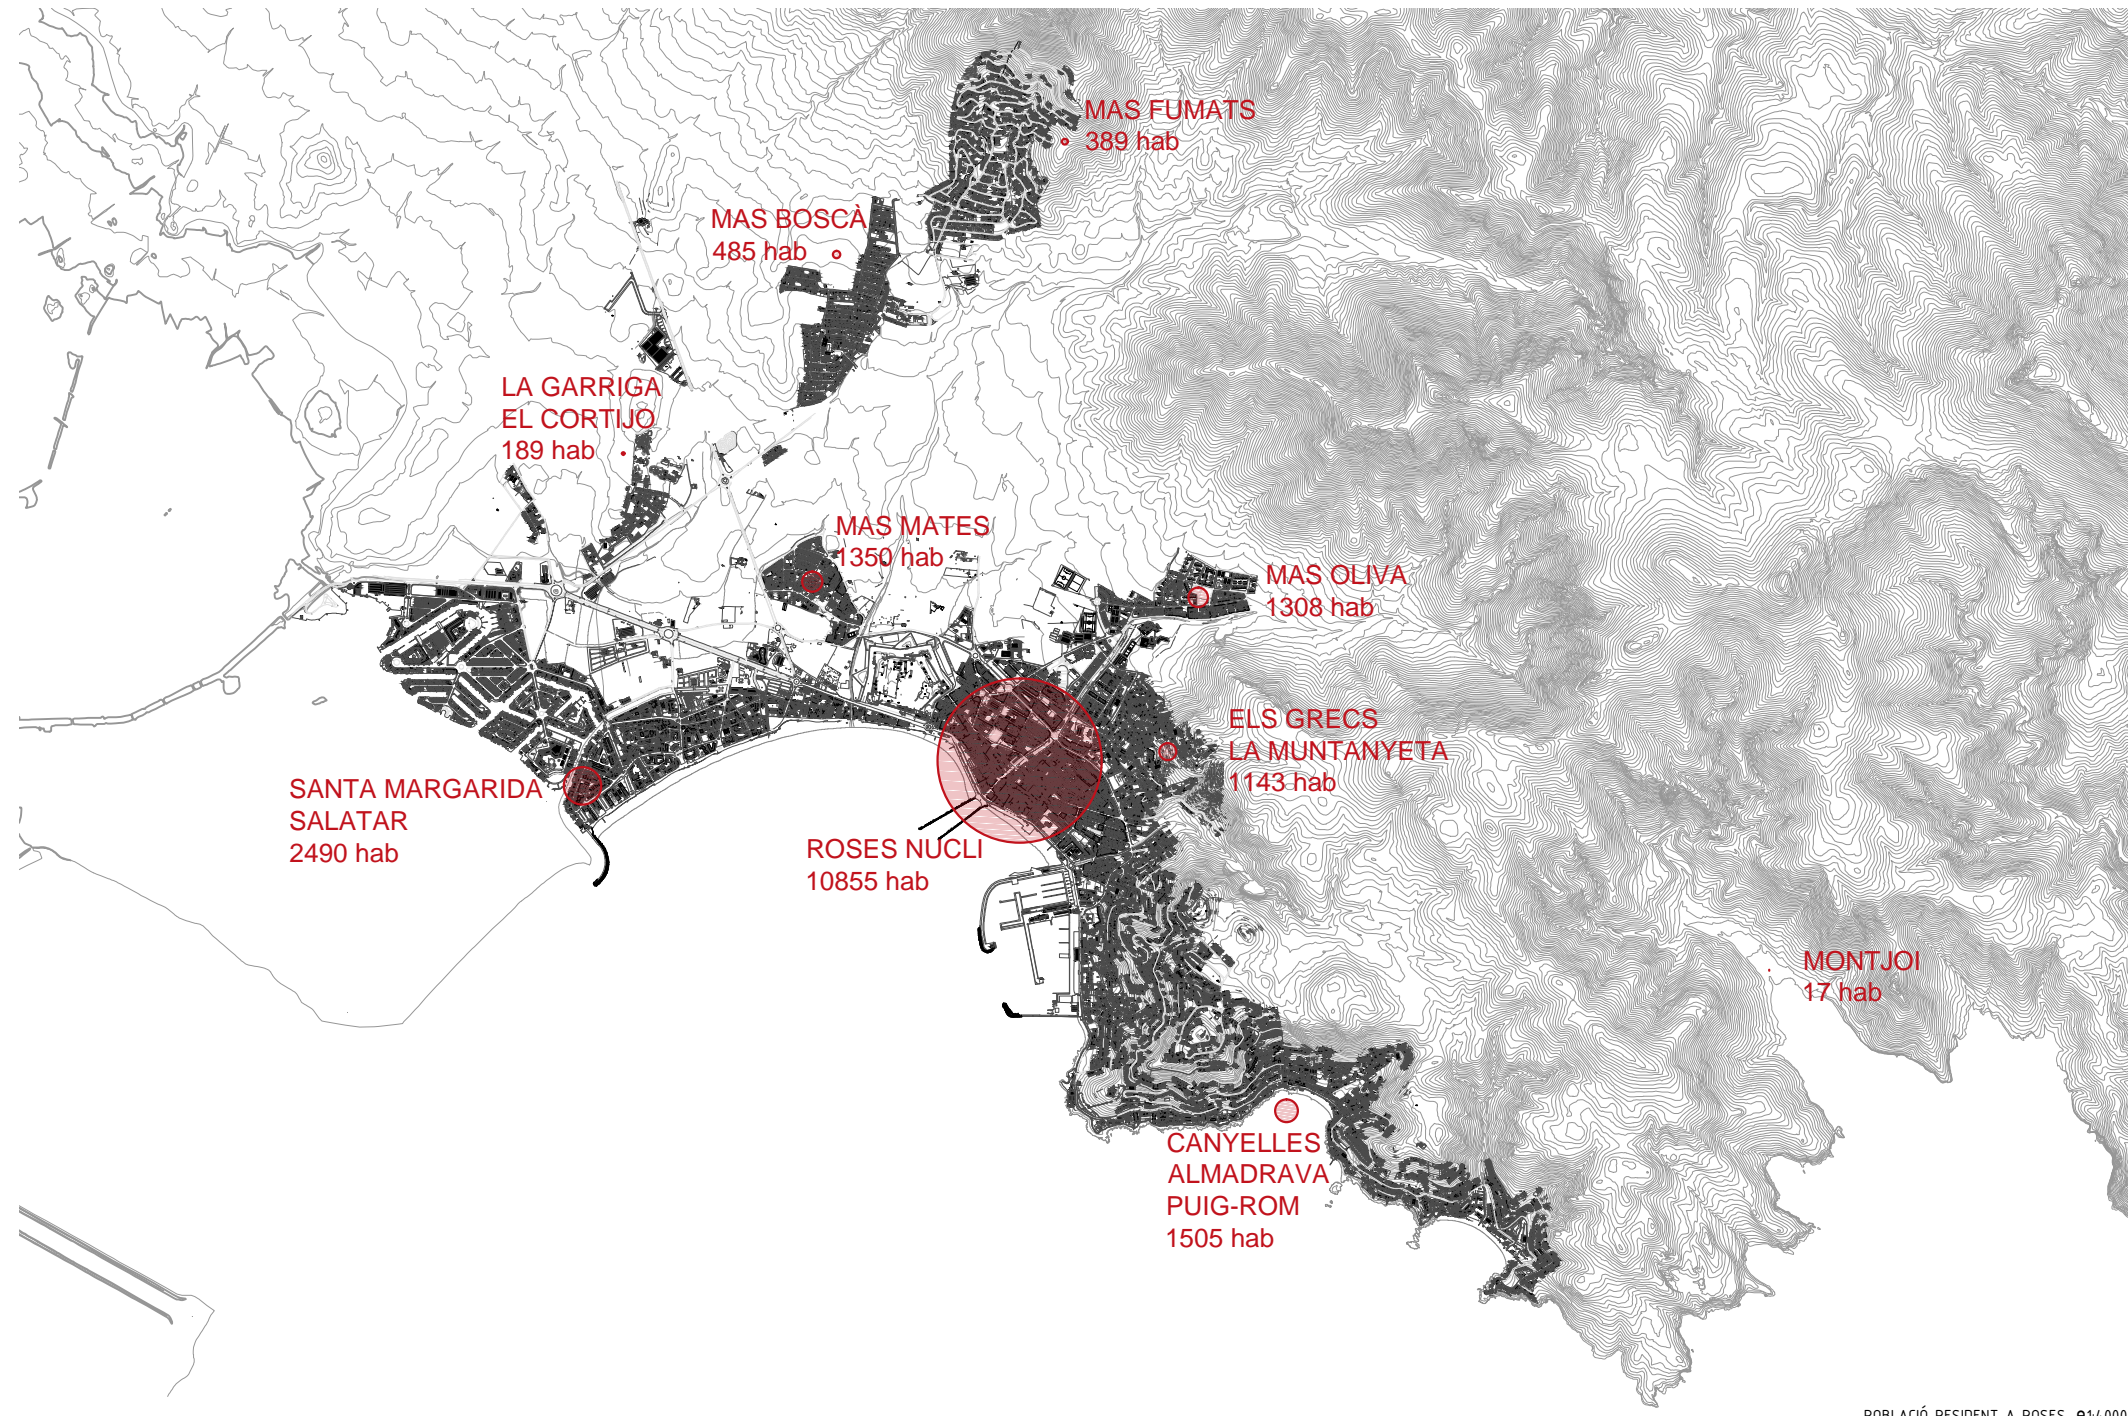 MAS FUMATS
389 hab
MAS BOSCÀ
485 hab
LA GARRIGA
EL CORTIJO
189 hab
MAS MATES
1350 hab
MAS OLIVA
1308 hab
ELS GRECS
LA MUNTANYETA
1143 hab
SANTA MARGARIDA
SALATAR
2490 hab
ROSES NUCLI
10855 hab
MONTJOI
17 hab
CANYELLES
ALMADRAVA
PUIG-ROM
1505 hab
POBLACIÓ RESIDENT A ROSES